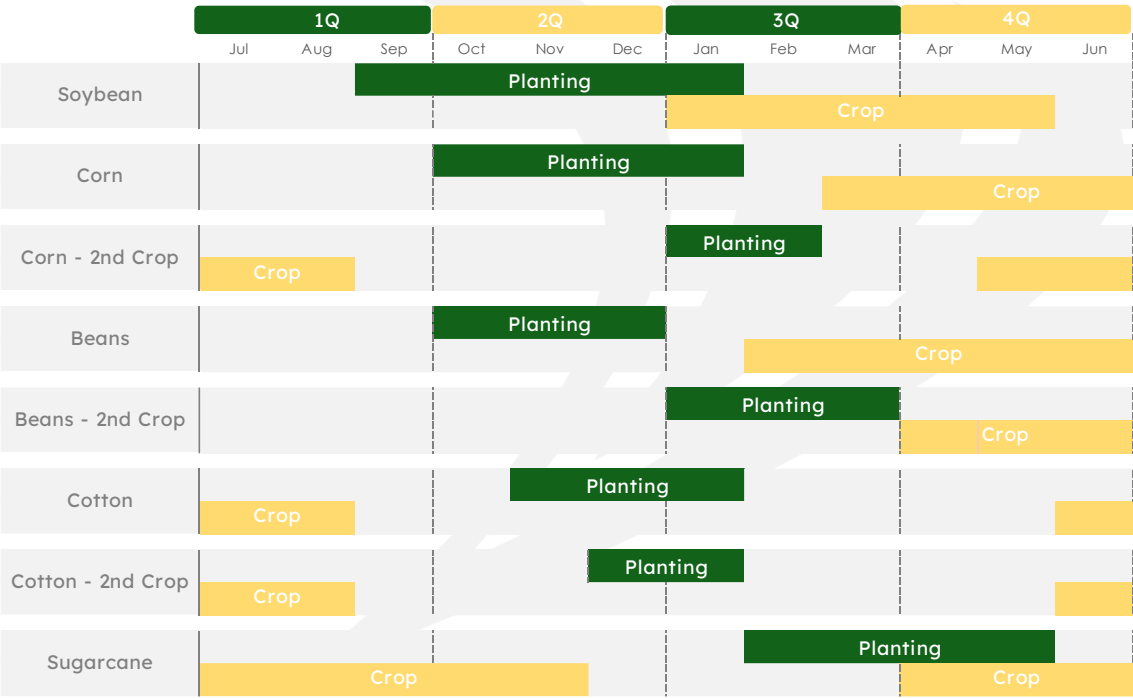 1Q 2Q 3Q 4Q
Jul Aug Sep Oct Nov Dec Jan Feb Mar Apr May Jun
Soybean
Planting
Crop
Corn
Planting
Crop
Corn - 2nd Crop
Planting
Crop
Beans
Planting
Crop
Beans - 2nd Crop
Planting
Crop
Cotton
Planting
Crop
Cotton - 2nd Crop
Planting
Crop
Sugarcane
Planting
Crop Crop